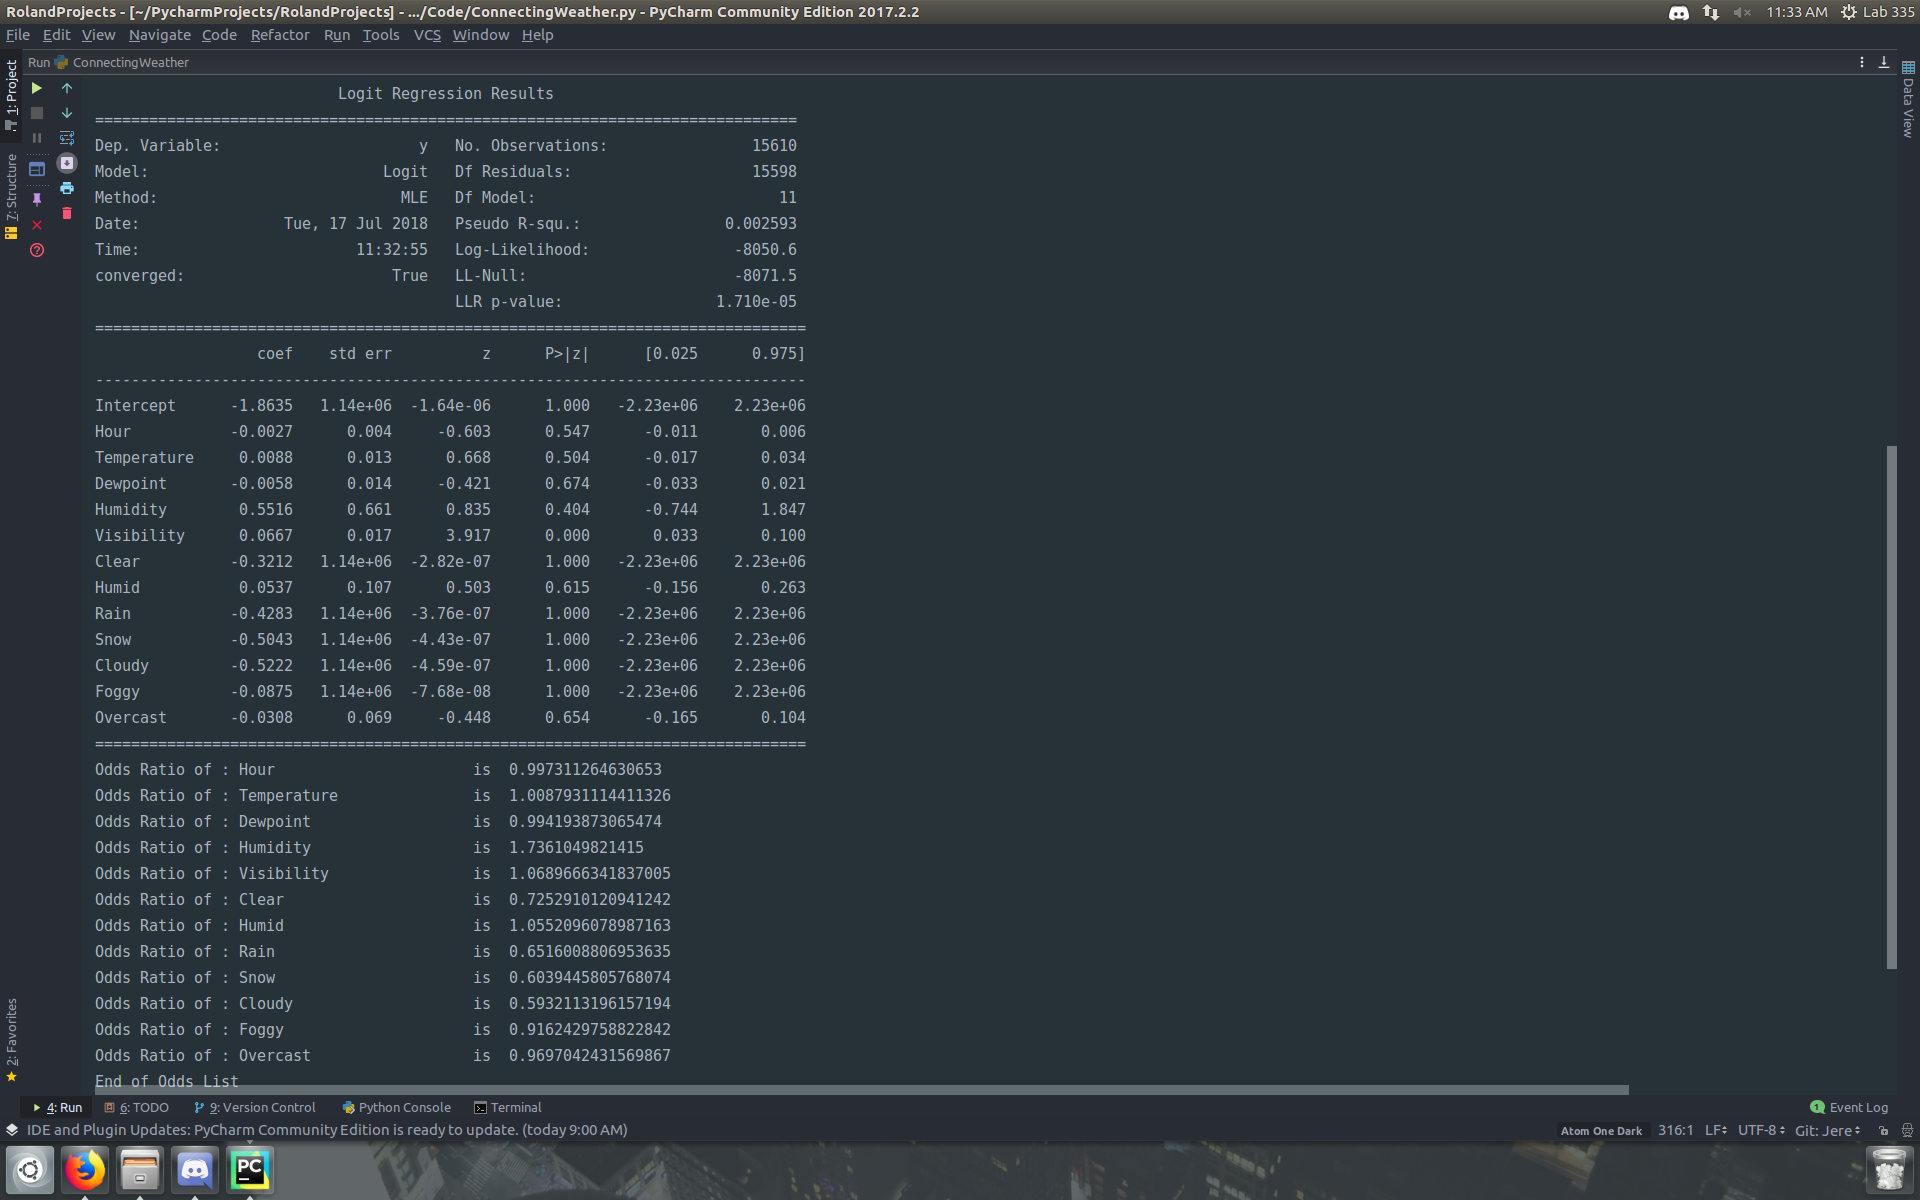 RolandProjects - [~/PycharmProjects/RolandProjects] - .../Code/ConnectingWeather.py - PyCharm Community Edition 2017.2.2
11:33 AM Lab 335
File Edit View Navigate Code Refactor Run Tools VCS Window Help
Run ConnectingWeather
1: Project
7: Structure
2: Favorites
Data View
Logit Regression Results
==============================================================================
Dep. Variable: y No. Observations: 15610
Model: Logit Df Residuals: 15598
Method: MLE Df Model: 11
Date: Tue, 17 Jul 2018 Pseudo R-squ.: 0.002593
Time: 11:32:55 Log-Likelihood: -8050.6
converged: True LL-Null: -8071.5
LLR p-value: 1.710e-05
===============================================================================
coef std err z P>|z| [0.025 0.975]
-------------------------------------------------------------------------------
Intercept -1.8635 1.14e+06 -1.64e-06 1.000 -2.23e+06 2.23e+06
Hour -0.0027 0.004 -0.603 0.547 -0.011 0.006
Temperature 0.0088 0.013 0.668 0.504 -0.017 0.034
Dewpoint -0.0058 0.014 -0.421 0.674 -0.033 0.021
Humidity 0.5516 0.661 0.835 0.404 -0.744 1.847
Visibility 0.0667 0.017 3.917 0.000 0.033 0.100
Clear -0.3212 1.14e+06 -2.82e-07 1.000 -2.23e+06 2.23e+06
Humid 0.0537 0.107 0.503 0.615 -0.156 0.263
Rain -0.4283 1.14e+06 -3.76e-07 1.000 -2.23e+06 2.23e+06
Snow -0.5043 1.14e+06 -4.43e-07 1.000 -2.23e+06 2.23e+06
Cloudy -0.5222 1.14e+06 -4.59e-07 1.000 -2.23e+06 2.23e+06
Foggy -0.0875 1.14e+06 -7.68e-08 1.000 -2.23e+06 2.23e+06
Overcast -0.0308 0.069 -0.448 0.654 -0.165 0.104
===============================================================================
Odds Ratio of : Hour is 0.997311264630653
Odds Ratio of : Temperature is 1.0087931114411326
Odds Ratio of : Dewpoint is 0.994193873065474
Odds Ratio of : Humidity is 1.7361049821415
Odds Ratio of : Visibility is 1.0689666341837005
Odds Ratio of : Clear is 0.7252910120941242
Odds Ratio of : Humid is 1.0552096078987163
Odds Ratio of : Rain is 0.6516008806953635
Odds Ratio of : Snow is 0.6039445805768074
Odds Ratio of : Cloudy is 0.5932113196157194
Odds Ratio of : Foggy is 0.9162429758822842
Odds Ratio of : Overcast is 0.9697042431569867
End of Odds List
4: Run 6: TODO 9: Version Control Python Console Terminal 1 Event Log
IDE and Plugin Updates: PyCharm Community Edition is ready to update. (today 9:00 AM) Atom One Dark 316:1 LF UTF-8 Git: Jere
PC